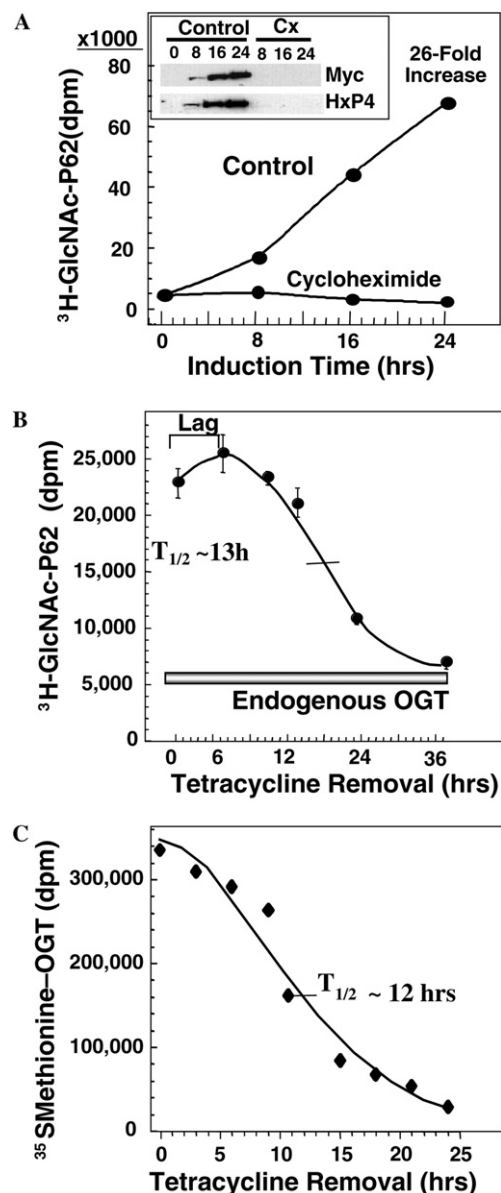 A
x1000
Control Cx
0 8 16 24 8 16 24
Myc
HxP4
26-Fold
Increase
80
60
40
20
0
³H-GlcNAc-P62(dpm)
Control
Cycloheximide
0 8 16 24
Induction Time (hrs)
B
Lag
25,000
20,000
15,000
10,000
5,000
0
³H-GlcNAc-P62 (dpm)
T1/2 ~13h
Endogenous OGT
0 6 12 24 36
Tetracycline Removal (hrs)
C
300,000
200,000
100,000
0
³⁵SMethionine–OGT (dpm)
T1/2 ~ 12 hrs
0 5 10 15 20 25
Tetracycline Removal (hrs)